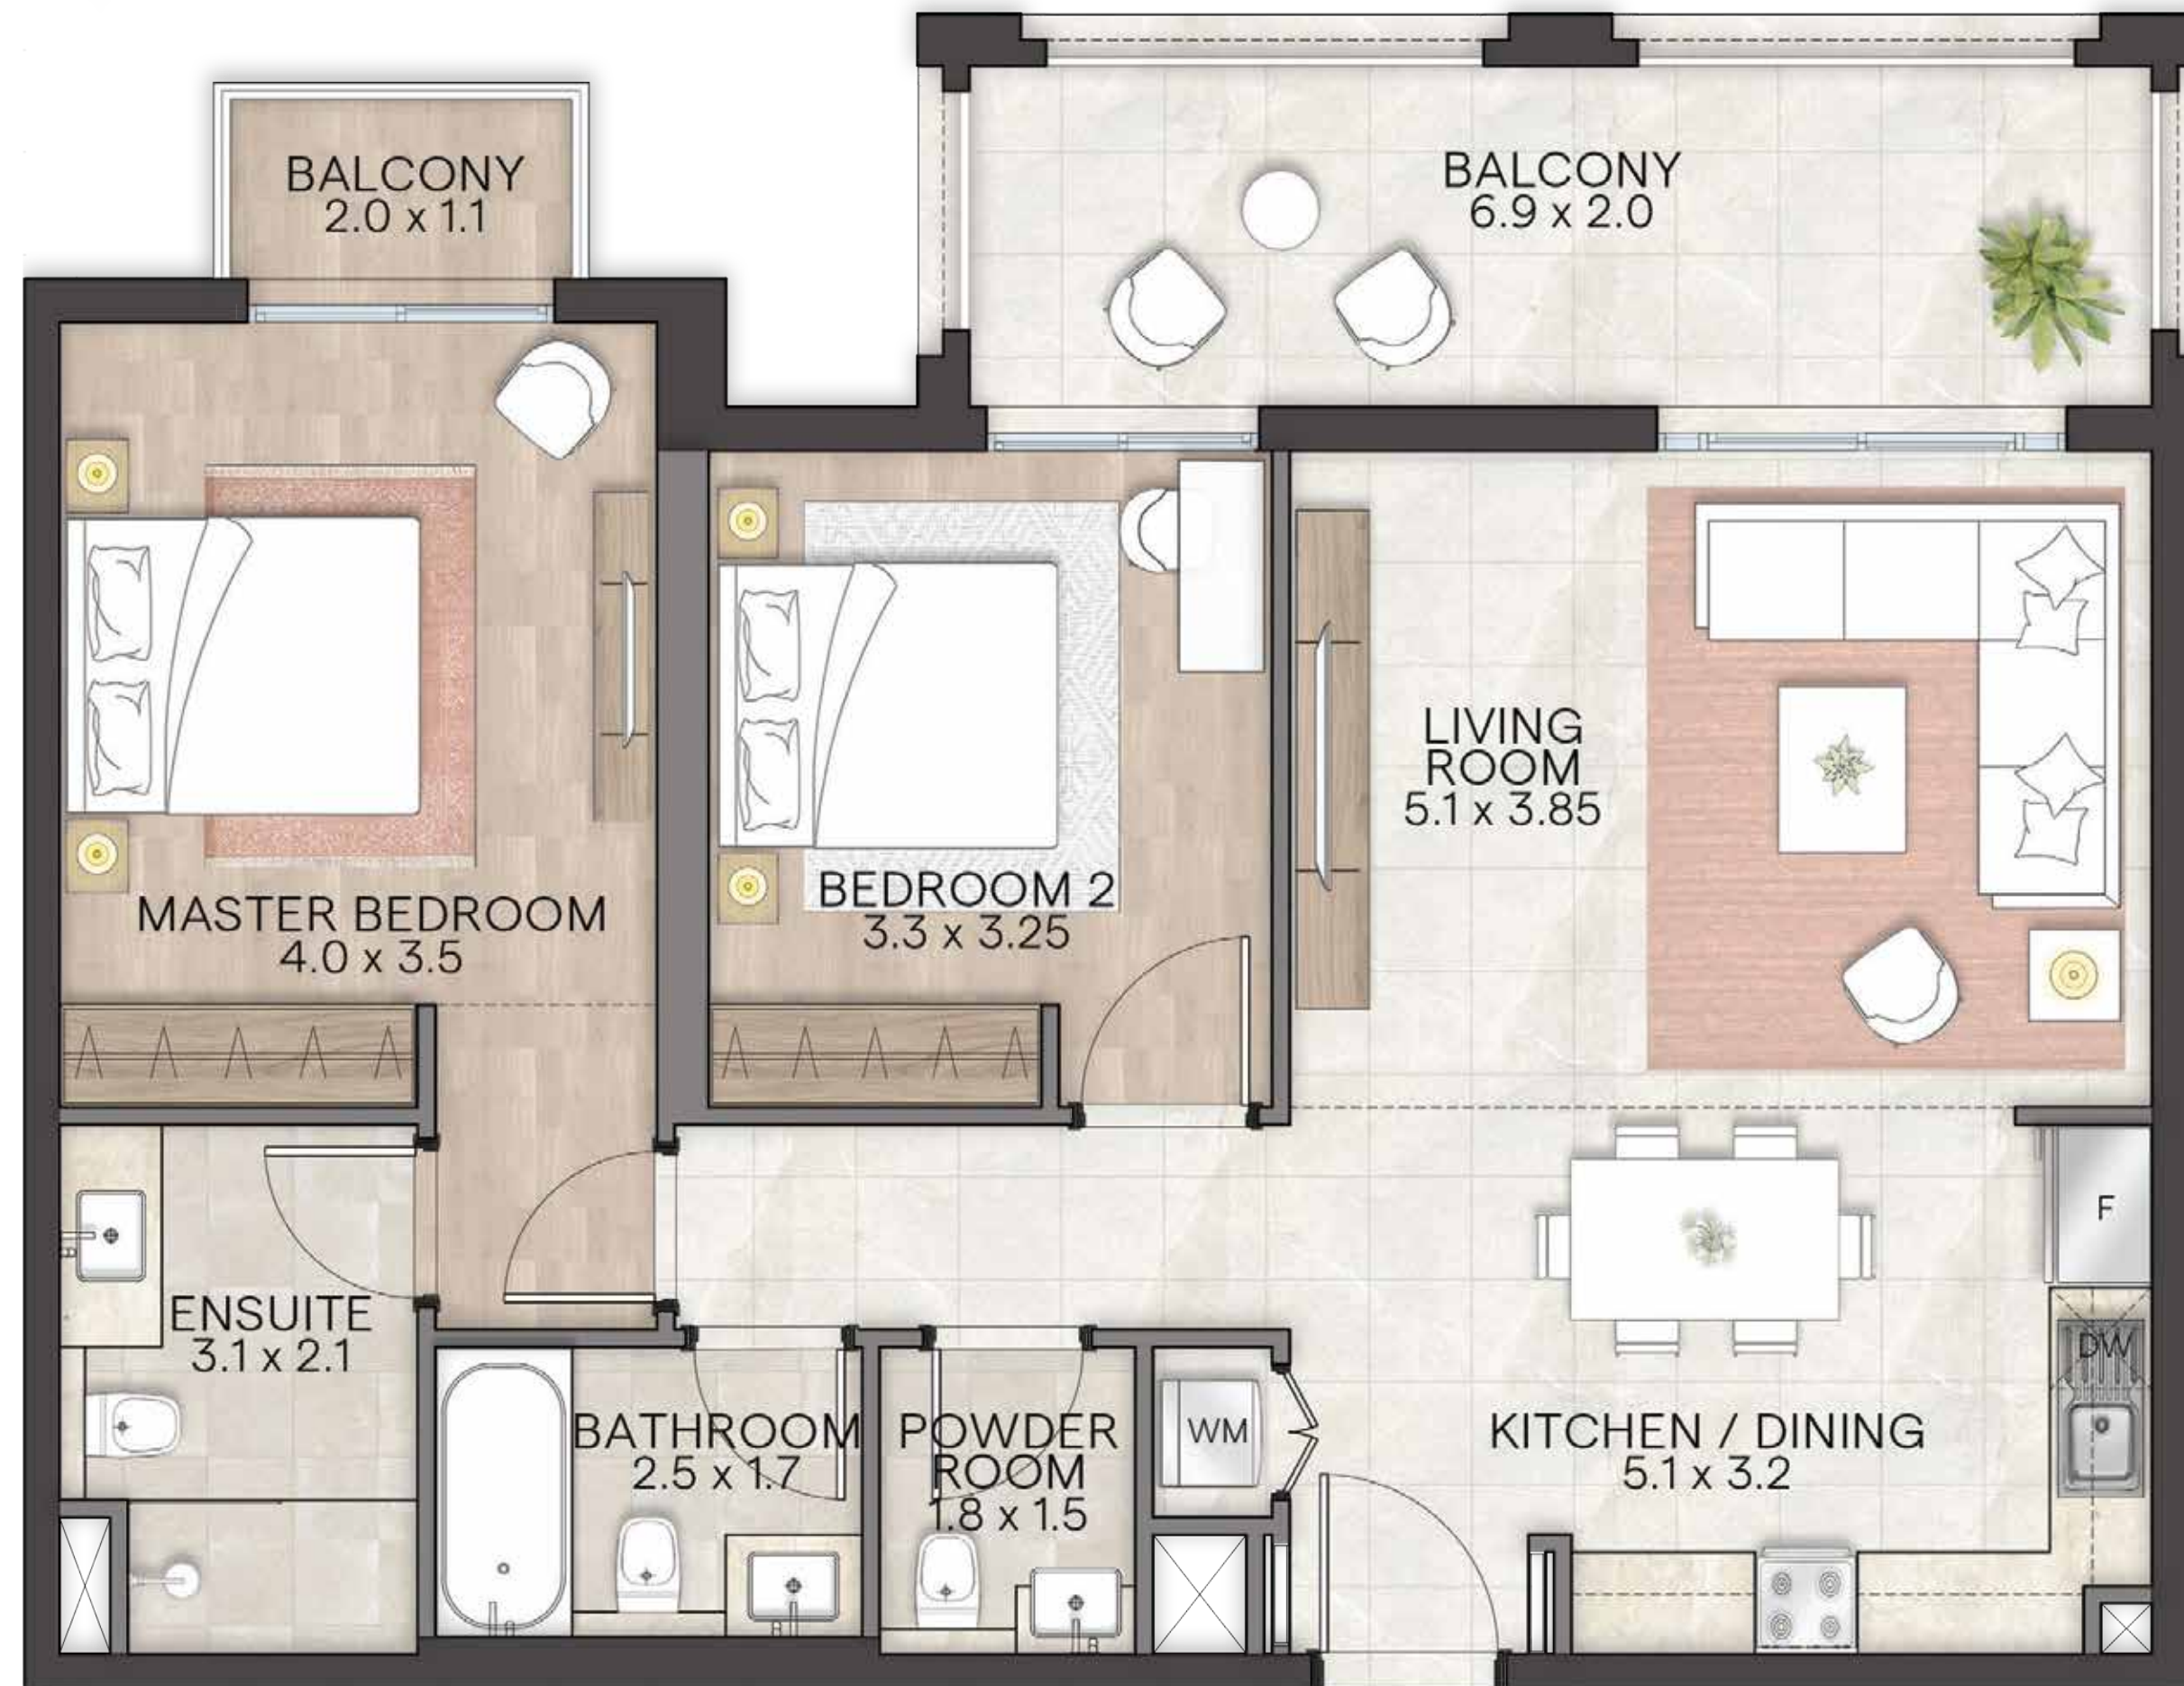 BALCONY
2.0 x 1.1
BALCONY
6.9 x 2.0
MASTER BEDROOM
4.0 x 3.5
BEDROOM 2
3.3 x 3.25
LIVING
ROOM
5.1 x 3.85
F
ENSUITE
3.1 x 2.1
BATHROOM
2.5 x 1.7
POWDER
ROOM
1.8 x 1.5
WM
KITCHEN / DINING
5.1 x 3.2
DW